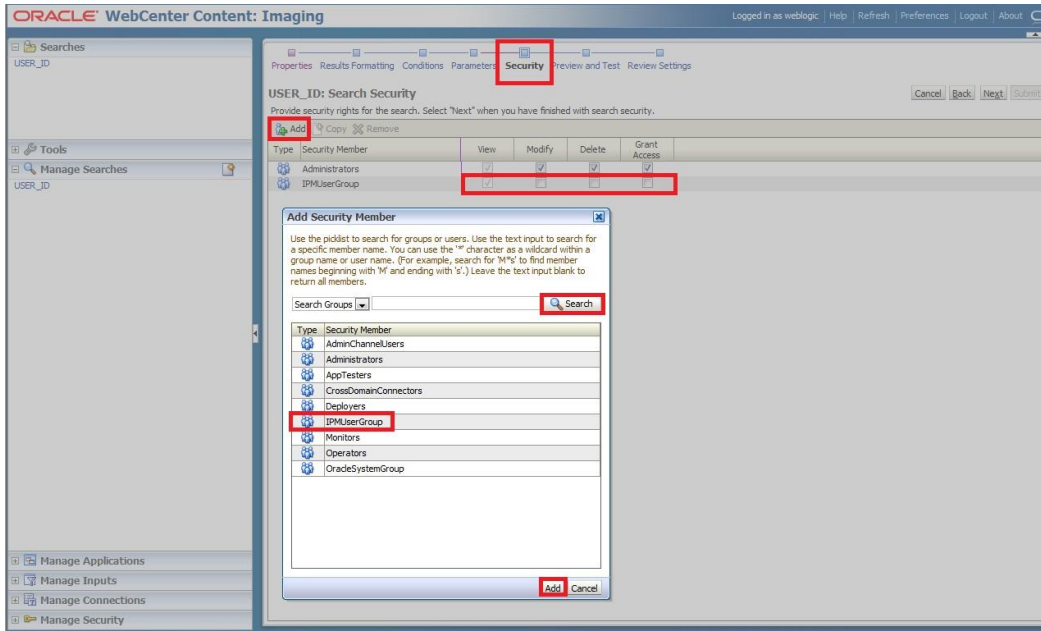 ORACLE® WebCenter Content: Imaging
Logged in as weblogic | Help | Refresh | Preferences | Logout | About
Searches
USER_ID
Tools
Manage Searches
USER_ID
Manage Applications
Manage Inputs
Manage Connections
Manage Security
Properties Results Formatting Conditions Parameters Security Preview and Test Review Settings
USER_ID: Search Security
Cancel Back Next Submit
Provide security rights for the search. Select "Next" when you have finished with search security.
Add Copy Remove
Type Security Member View Modify Delete Grant Access
Administrators
IPMUserGroup
Add Security Member
Use the picklist to search for groups or users. Use the text input to search for
a specific member name. You can use the '*' character as a wildcard within a
group name or user name. (For example, search for 'M*s' to find member
names beginning with 'M' and ending with 's'.) Leave the text input blank to
return all members.
Search Groups Search
Type Security Member
AdminChannelUsers
Administrators
AppTesters
CrossDomainConnectors
Deployers
IPMUserGroup
Monitors
Operators
OracleSystemGroup
Add Cancel